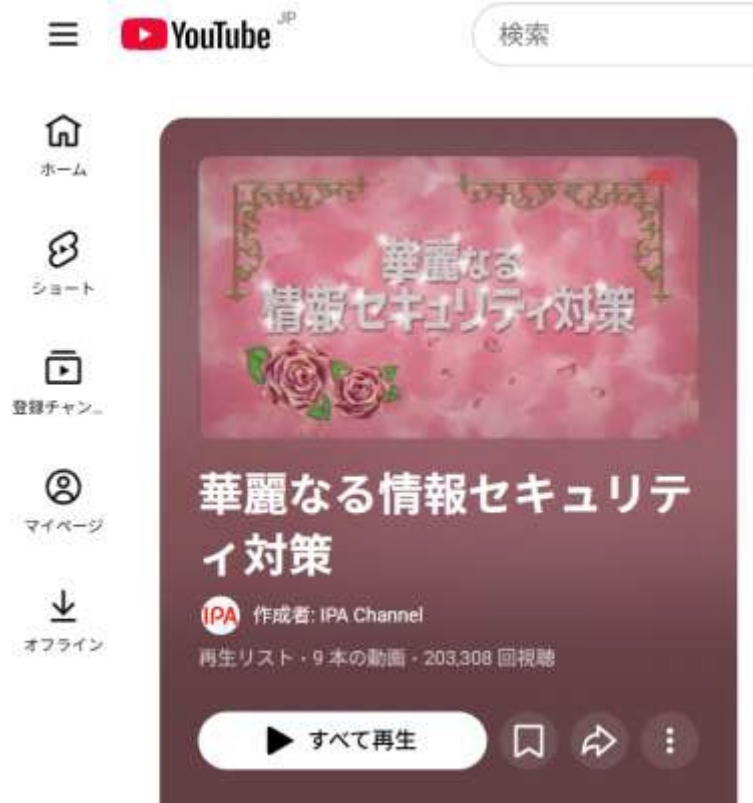 YouTube JP
検索
ホーム
ショート
登録チャン...
マイページ
オフライン
華麗なる
情報セキュリティ対策
華麗なる情報セキュリテ
ィ対策
IPA 作成者: IPA Channel
再生リスト・9 本の動画・203,308 回視聴
すべて再生